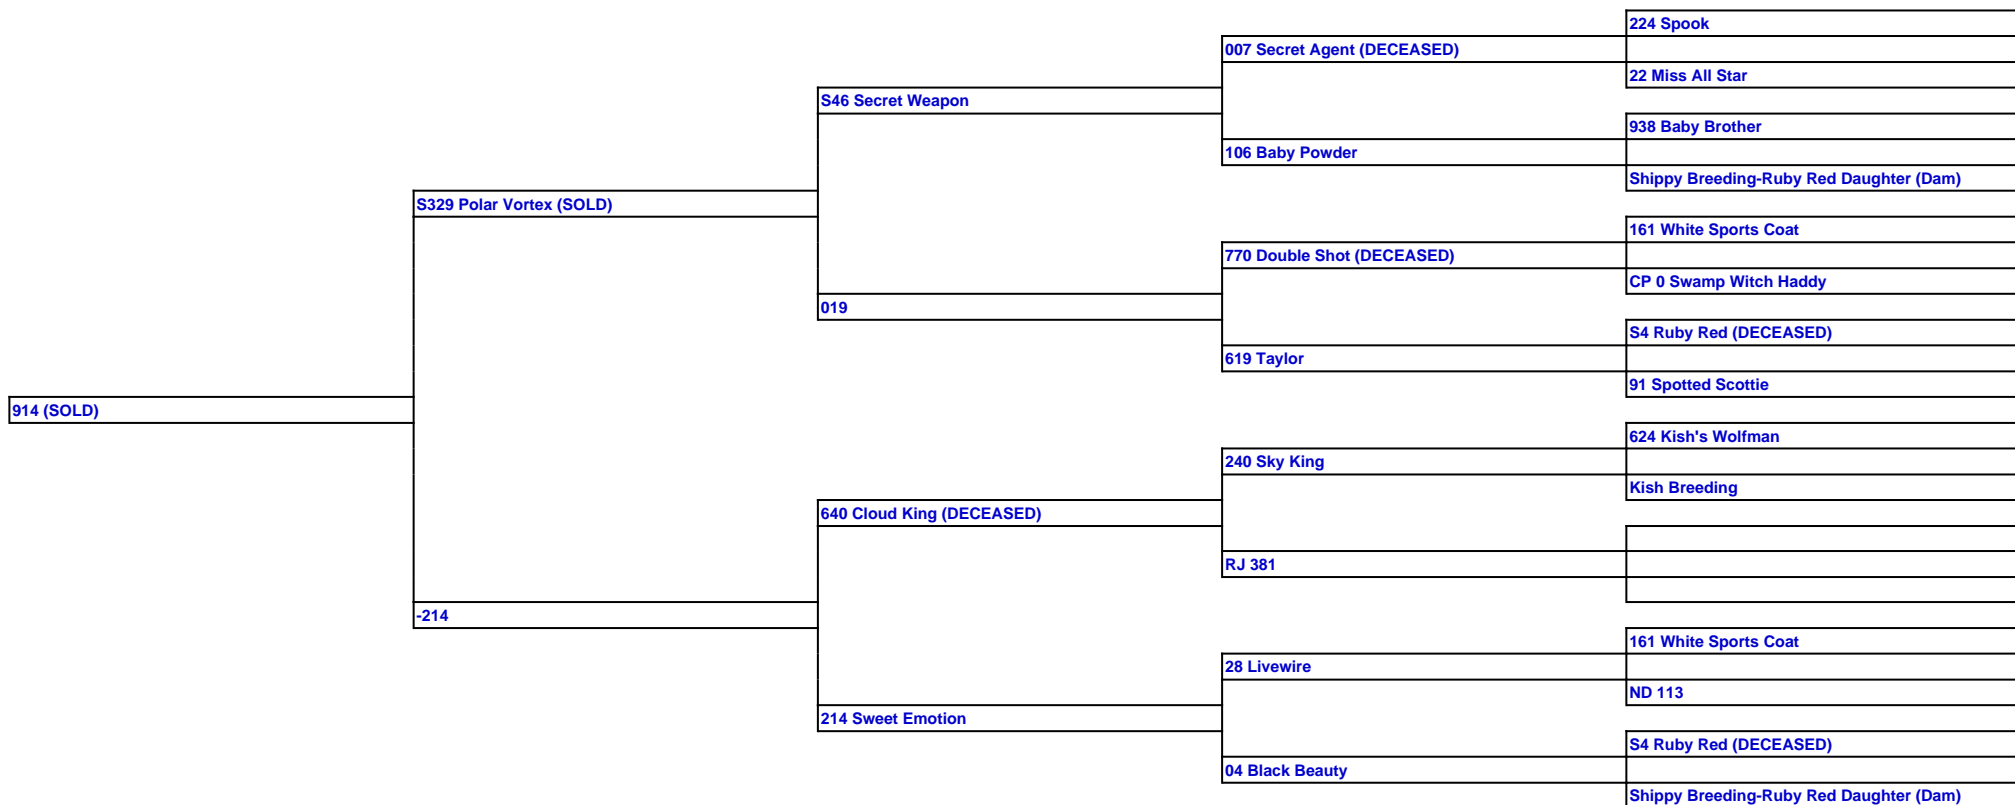 224 Spook
007 Secret Agent (DECEASED)
22 Miss All Star
S46 Secret Weapon
938 Baby Brother
106 Baby Powder
Shippy Breeding-Ruby Red Daughter (Dam)
S329 Polar Vortex (SOLD)
161 White Sports Coat
770 Double Shot (DECEASED)
CP 0 Swamp Witch Haddy
019
S4 Ruby Red (DECEASED)
619 Taylor
91 Spotted Scottie
914 (SOLD)
624 Kish's Wolfman
240 Sky King
Kish Breeding
640 Cloud King (DECEASED)
RJ 381
-214
161 White Sports Coat
28 Livewire
ND 113
214 Sweet Emotion
S4 Ruby Red (DECEASED)
04 Black Beauty
Shippy Breeding-Ruby Red Daughter (Dam)